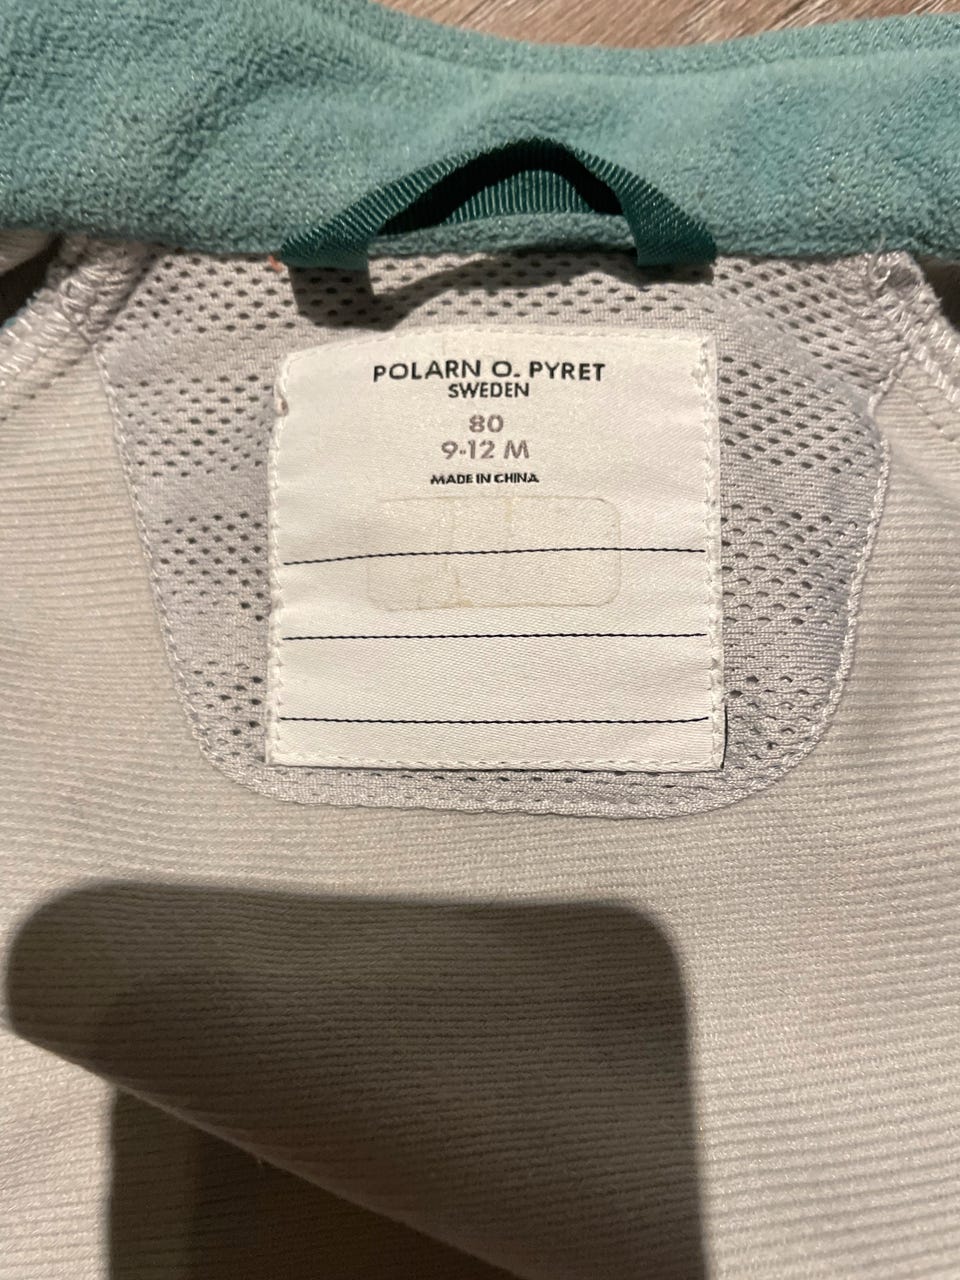 POLARN O. PYRET
SWEDEN
80
9-12 M
MADE IN CHINA